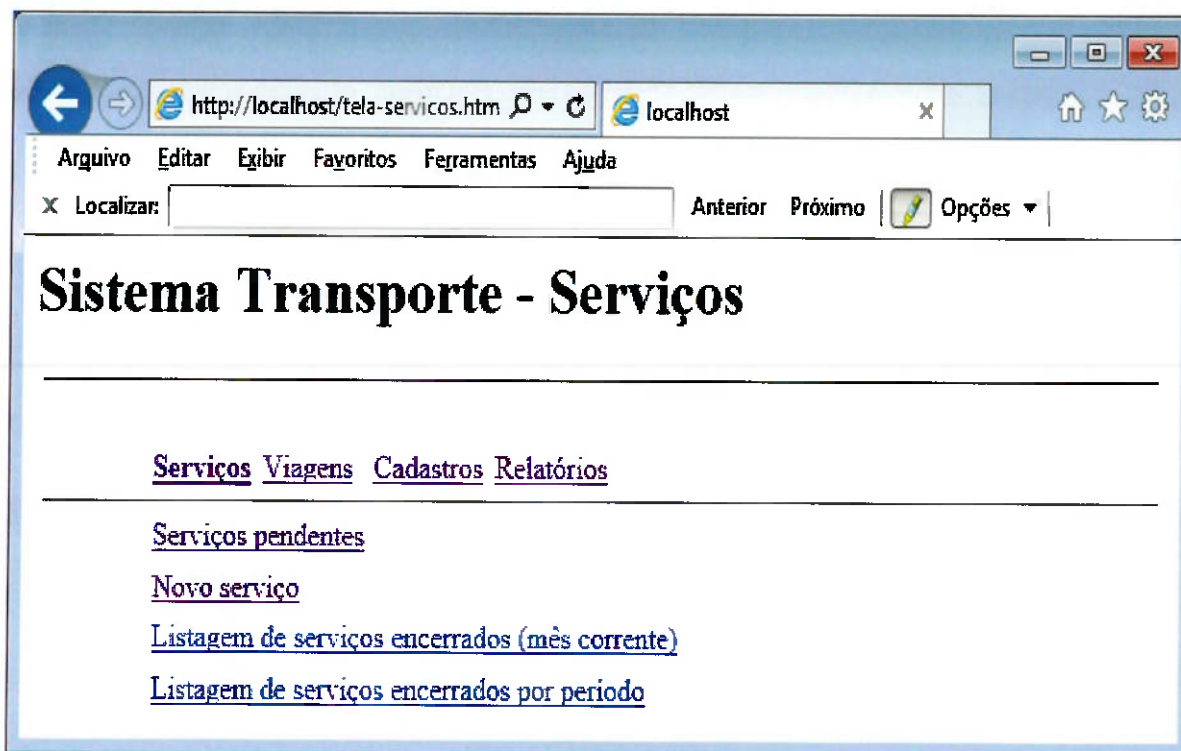 http://localhost/tela-servicos.htm localhost
Arquivo Editar Exibir Favoritos Ferramentas Ajuda
x Localizar: Anterior Próximo Opções
Sistema Transporte - Serviços
Serviços Viagens Cadastros Relatórios
Serviços pendentes
Novo serviço
Listagem de serviços encerrados (mês corrente)
Listagem de serviços encerrados por periodo